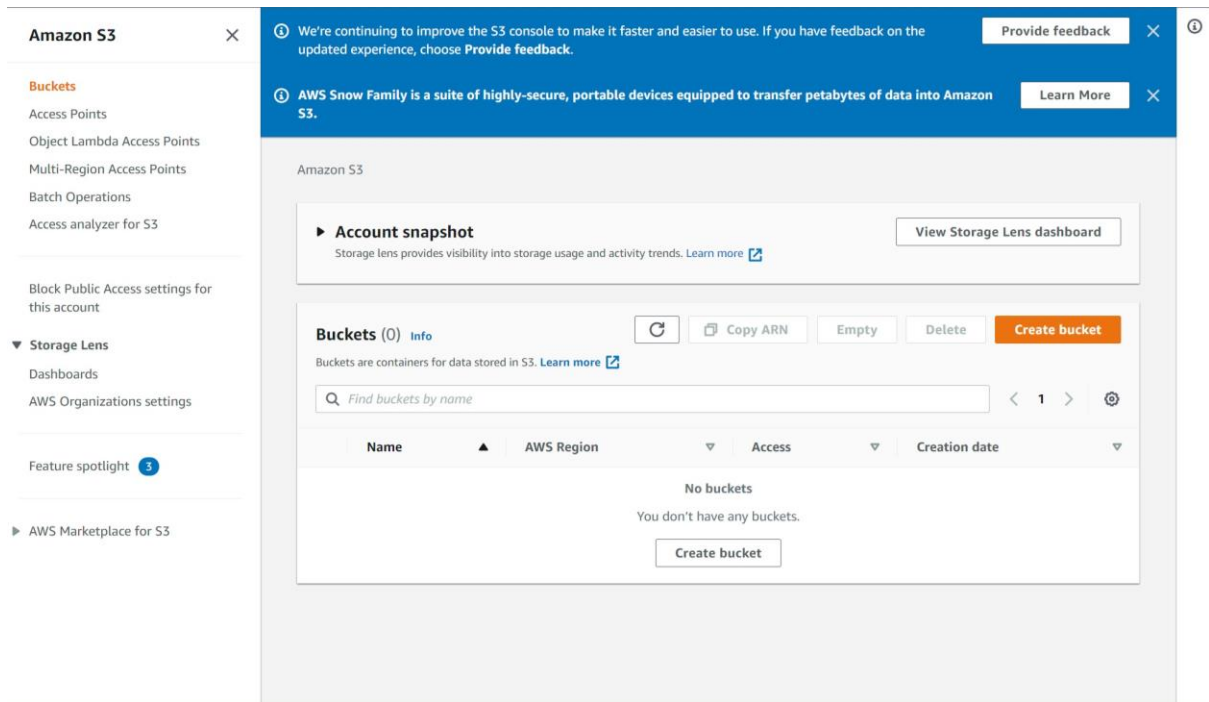 Amazon S3
Buckets
Access Points
Object Lambda Access Points
Multi-Region Access Points
Batch Operations
Access analyzer for S3
Block Public Access settings for
this account
Storage Lens
Dashboards
AWS Organizations settings
Feature spotlight 3
AWS Marketplace for S3
We're continuing to improve the S3 console to make it faster and easier to use. If you have feedback on the
updated experience, choose Provide feedback.
Provide feedback
AWS Snow Family is a suite of highly-secure, portable devices equipped to transfer petabytes of data into Amazon
S3.
Learn More
Amazon S3
Account snapshot
Storage lens provides visibility into storage usage and activity trends. Learn more
View Storage Lens dashboard
Buckets (0) Info
Copy ARN Empty Delete Create bucket
Buckets are containers for data stored in S3. Learn more
Find buckets by name
1
Name AWS Region Access Creation date
No buckets
You don't have any buckets.
Create bucket